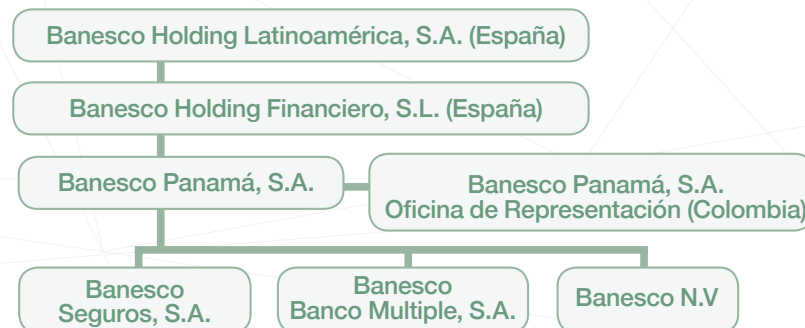 Banesco Holding Latinoamérica, S.A. (España)
Banesco Holding Financiero, S.L. (España)
Banesco Panamá, S.A.
Banesco Panamá, S.A.
Oficina de Representación (Colombia)
Banesco
Seguros, S.A.
Banesco
Banco Multiple, S.A.
Banesco N.V